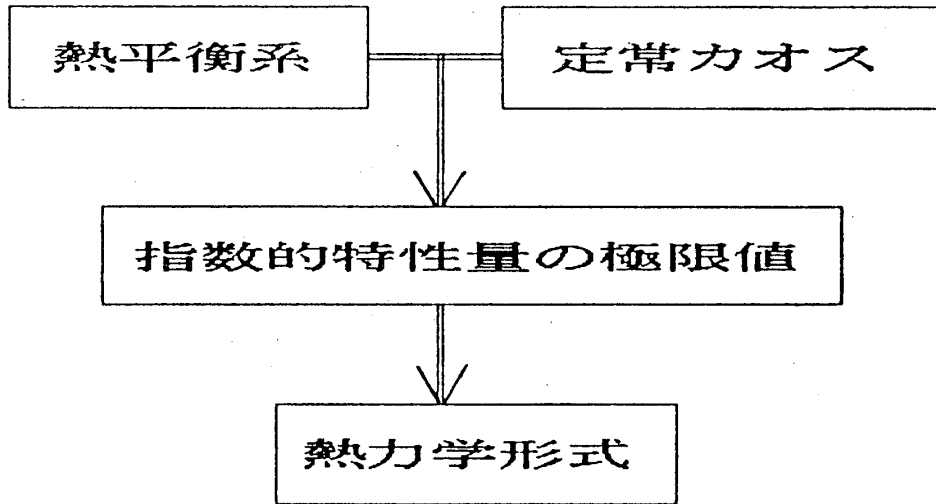 熱平衡系
定常カオス
指数的特性量の極限値
熱力学形式